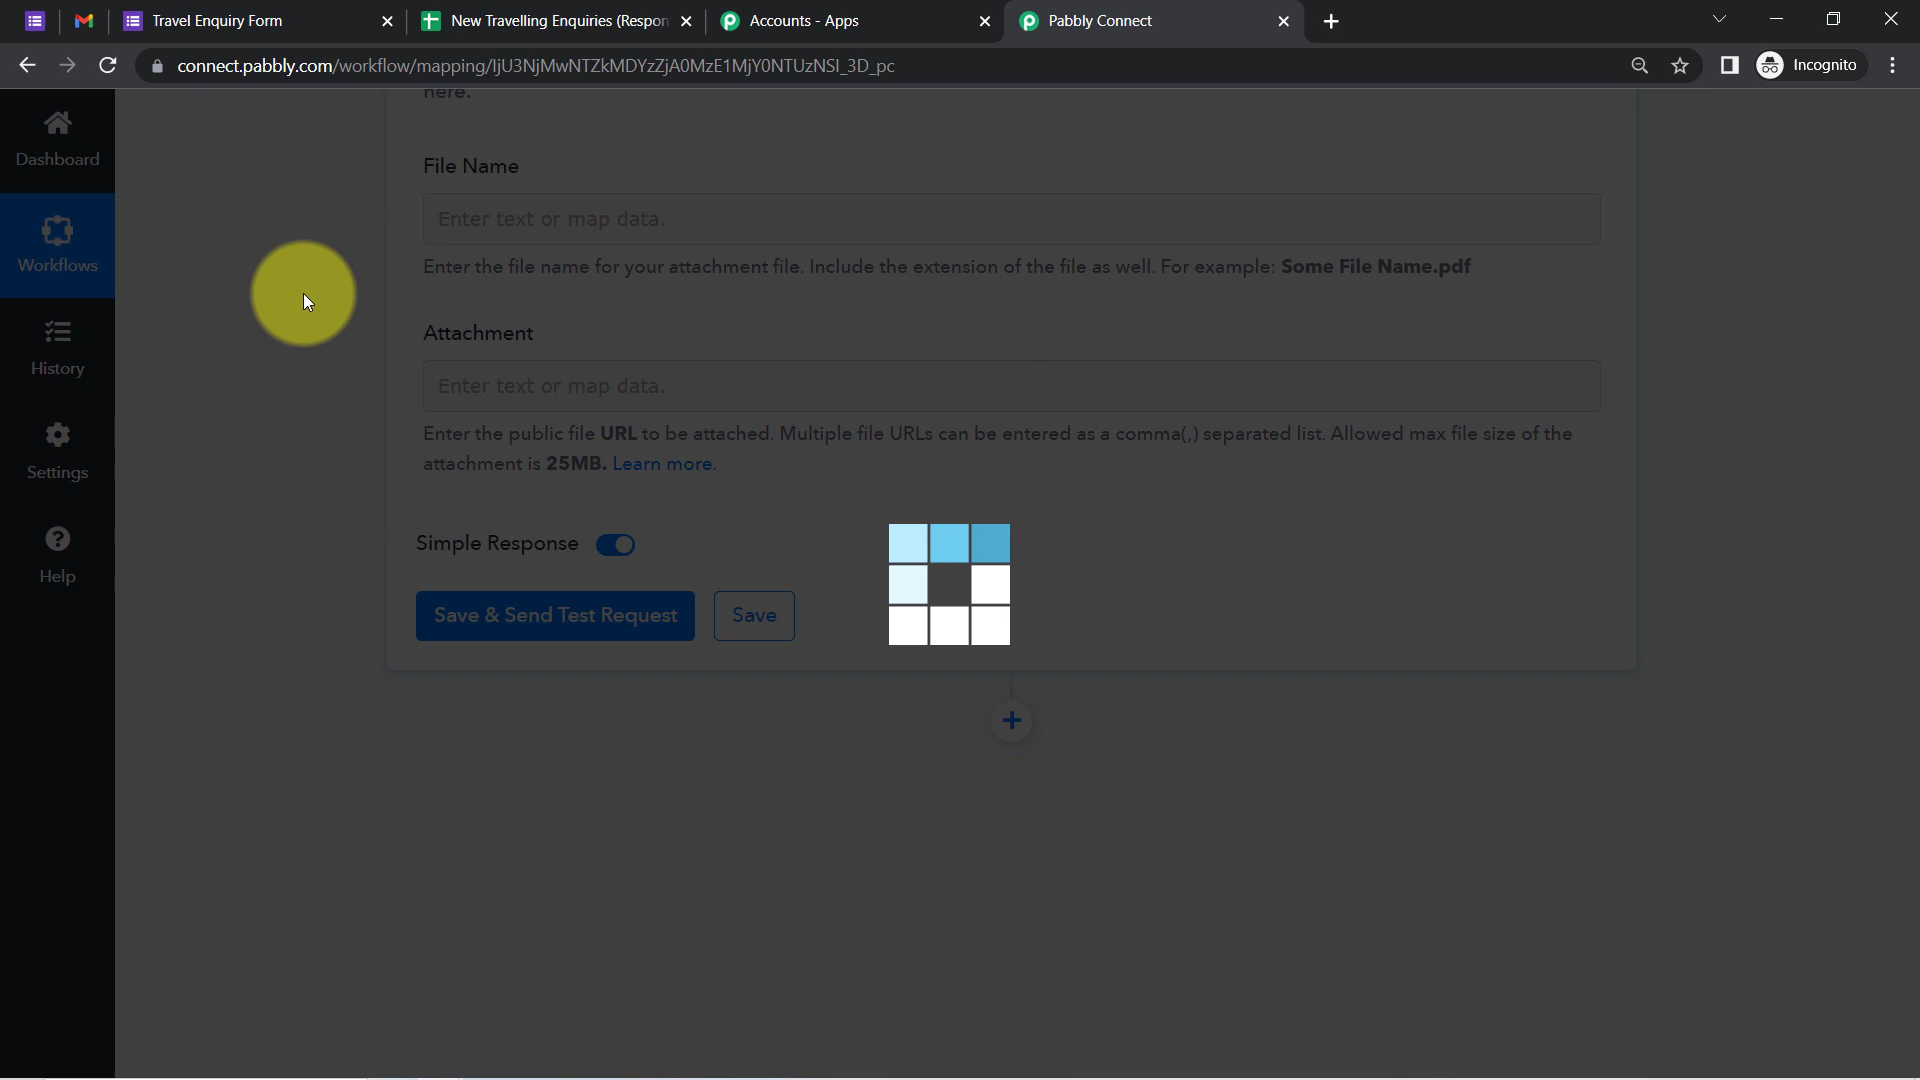 Travel Enquiry Form
New Travelling Enquiries (Respon
Accounts - Apps
Pabbly Connect
connect.pabbly.com/workflow/mapping/IjU3NjMwNTZkMDYzZjA0MzE1MjY0NTUzNSI_3D_pc
Incognito
here.
Dashboard
Workflows
History
Settings
Help
File Name
Enter text or map data.
Enter the file name for your attachment file. Include the extension of the file as well. For example: Some File Name.pdf
Attachment
Enter text or map data.
Enter the public file URL to be attached. Multiple file URLs can be entered as a comma(,) separated list. Allowed max file size of the
attachment is 25MB. Learn more.
Simple Response
Save & Send Test Request
Save